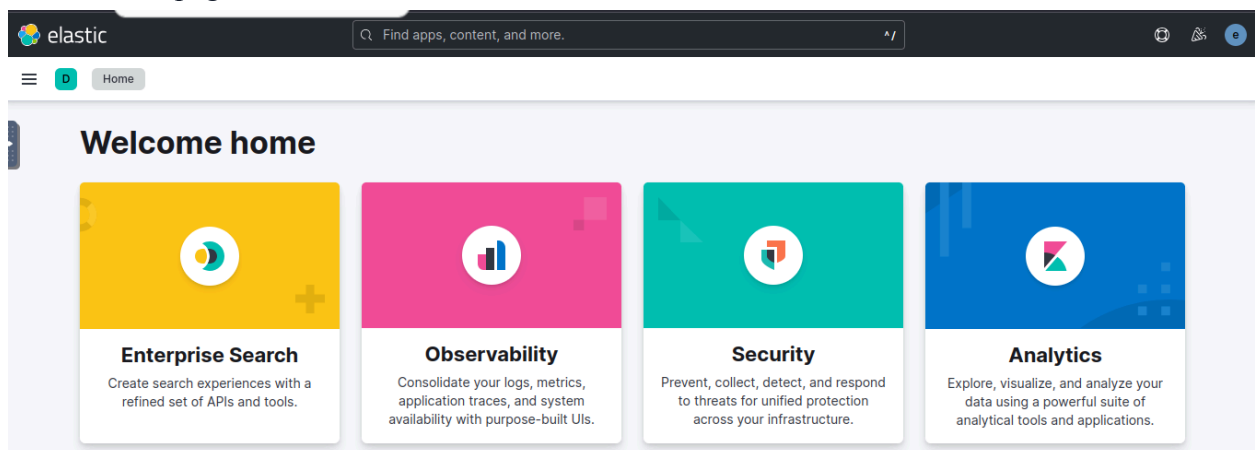 elastic
Find apps, content, and more.
^/
e
D
Home
Welcome home
Enterprise Search
Create search experiences with a
refined set of APIs and tools.
Observability
Consolidate your logs, metrics,
application traces, and system
availability with purpose-built UIs.
Security
Prevent, collect, detect, and respond
to threats for unified protection
across your infrastructure.
Analytics
Explore, visualize, and analyze your
data using a powerful suite of
analytical tools and applications.